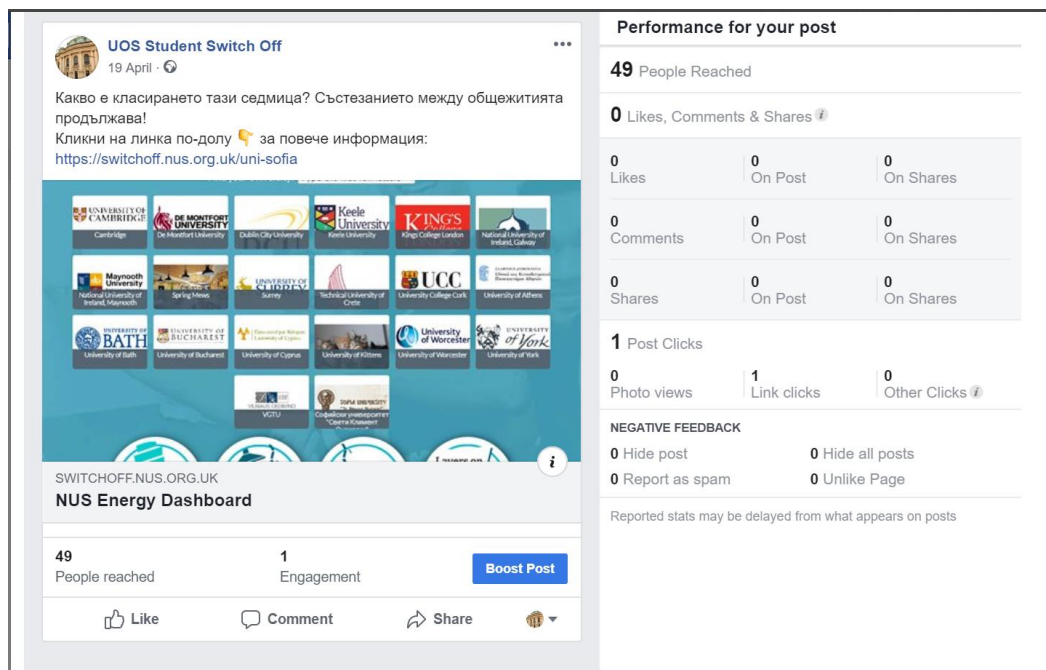 UOS Student Switch Off
19 April
Какво е класирането тази седмица? Състезанието между общежитията
продължава!
Кликни на линка по-долу 👇 за повече информация:
https://switchoff.nus.org.uk/uni-sofia
UNIVERSITY OF
CAMBRIDGE
Cambridge
DE MONTFORT
UNIVERSITY
De Montfort University
Dublin City University
Keele
University
Keele University
KING'S
College
Kings College London
National University of
Ireland, Galway
Maynooth
University
National University of
Ireland, Maynooth
Spring Mews
UNIVERSITY OF
SURREY
Surrey
Technical University of
Crete
UCC
University College Cork
University of Athens
UNIVERSITY OF
BATH
University of Bath
UNIVERSITY OF
BUCHAREST
University of Bucharest
University of Cyprus
University of Kittens
University
of Worcester
University of Worcester
UNIVERSITY
of York
University of York
VGTU
SOFIA UNIVERSITY
Софийски университет
"Свети Климент
Layers on
SWITCHOFF.NUS.ORG.UK
NUS Energy Dashboard
49
People reached
1
Engagement
Boost Post
Like
Comment
Share
Performance for your post
49 People Reached
0 Likes, Comments & Shares
0
Likes
0
On Post
0
On Shares
0
Comments
0
On Post
0
On Shares
0
Shares
0
On Post
0
On Shares
1 Post Clicks
0
Photo views
1
Link clicks
0
Other Clicks
NEGATIVE FEEDBACK
0 Hide post
0 Hide all posts
0 Report as spam
0 Unlike Page
Reported stats may be delayed from what appears on posts